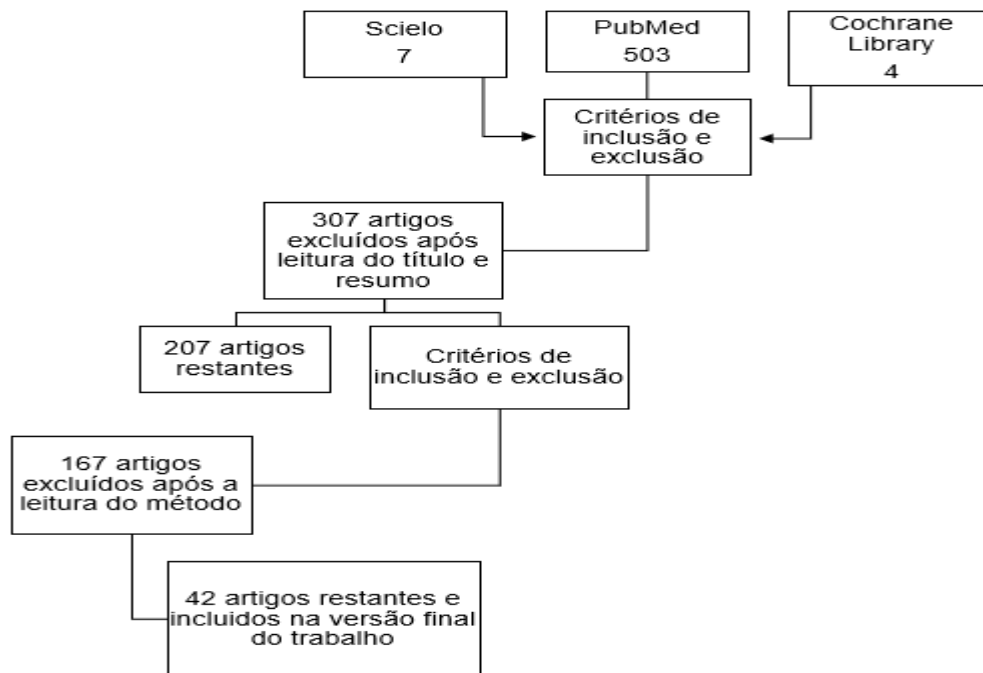 Scielo
7
PubMed
503
Cochrane
Library
4
Critérios de
inclusão e
exclusão
307 artigos
excluídos após
leitura do título e
resumo
207 artigos
restantes
Critérios de
inclusão e exclusão
167 artigos
excluídos após a
leitura do método
42 artigos restantes e
incluidos na versão final
do trabalho